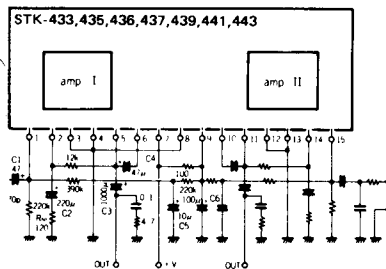 STK-433,435,436,437,439,441,443
amp I
amp II
1 2 3 4 5 6 7 8 9 10 11 12 13 14 15
C1
47
12k
47µ
C4
390k
100
220k
100µ
C6
220k
220µ
C2
120
1000µ
C3
0.1
4.7
10µ
C5
OUT
+V
OUT